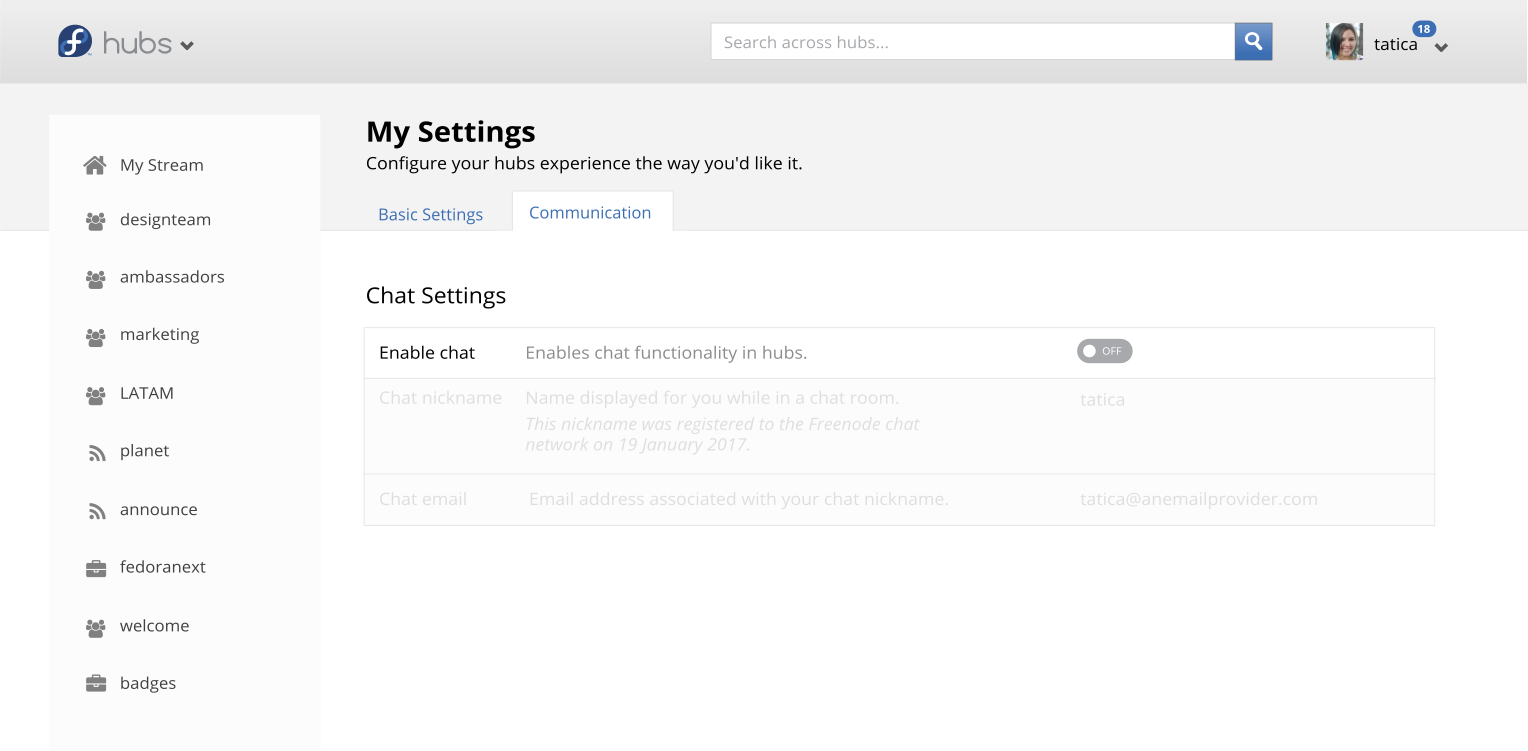 hubs
Search across hubs...
tatica
18
My Settings
Configure your hubs experience the way you'd like it.
Basic Settings
Communication
My Stream
designteam
ambassadors
marketing
LATAM
planet
announce
fedoranext
welcome
badges
Chat Settings
Enable chat
Enables chat functionality in hubs.
OFF
Chat nickname
Name displayed for you while in a chat room.
This nickname was registered to the Freenode chat
network on 19 January 2017.
tatica
Chat email
Email address associated with your chat nickname.
tatica@anemailprovider.com